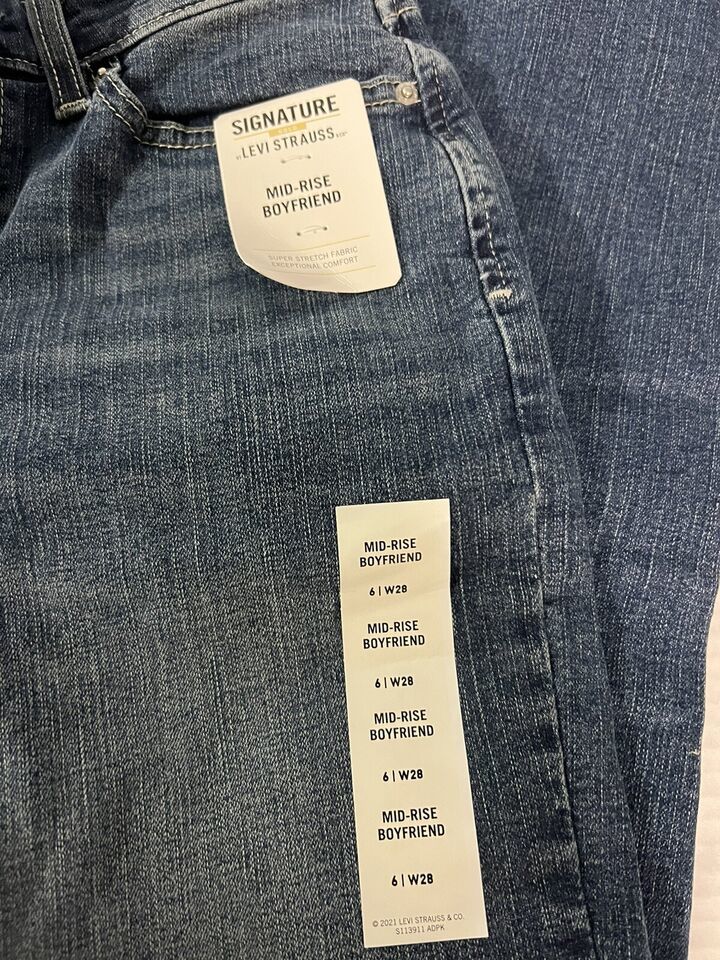 SIGNATURE
GOLD
BY LEVI STRAUSS & CO™
MID-RISE
BOYFRIEND
SUPER STRETCH FABRIC
EXCEPTIONAL COMFORT
MID-RISE
BOYFRIEND
6 | W28
MID-RISE
BOYFRIEND
6 | W28
MID-RISE
BOYFRIEND
6 | W28
MID-RISE
BOYFRIEND
6 | W28
© 2021 LEVI STRAUSS & CO.
S113911 ADPK